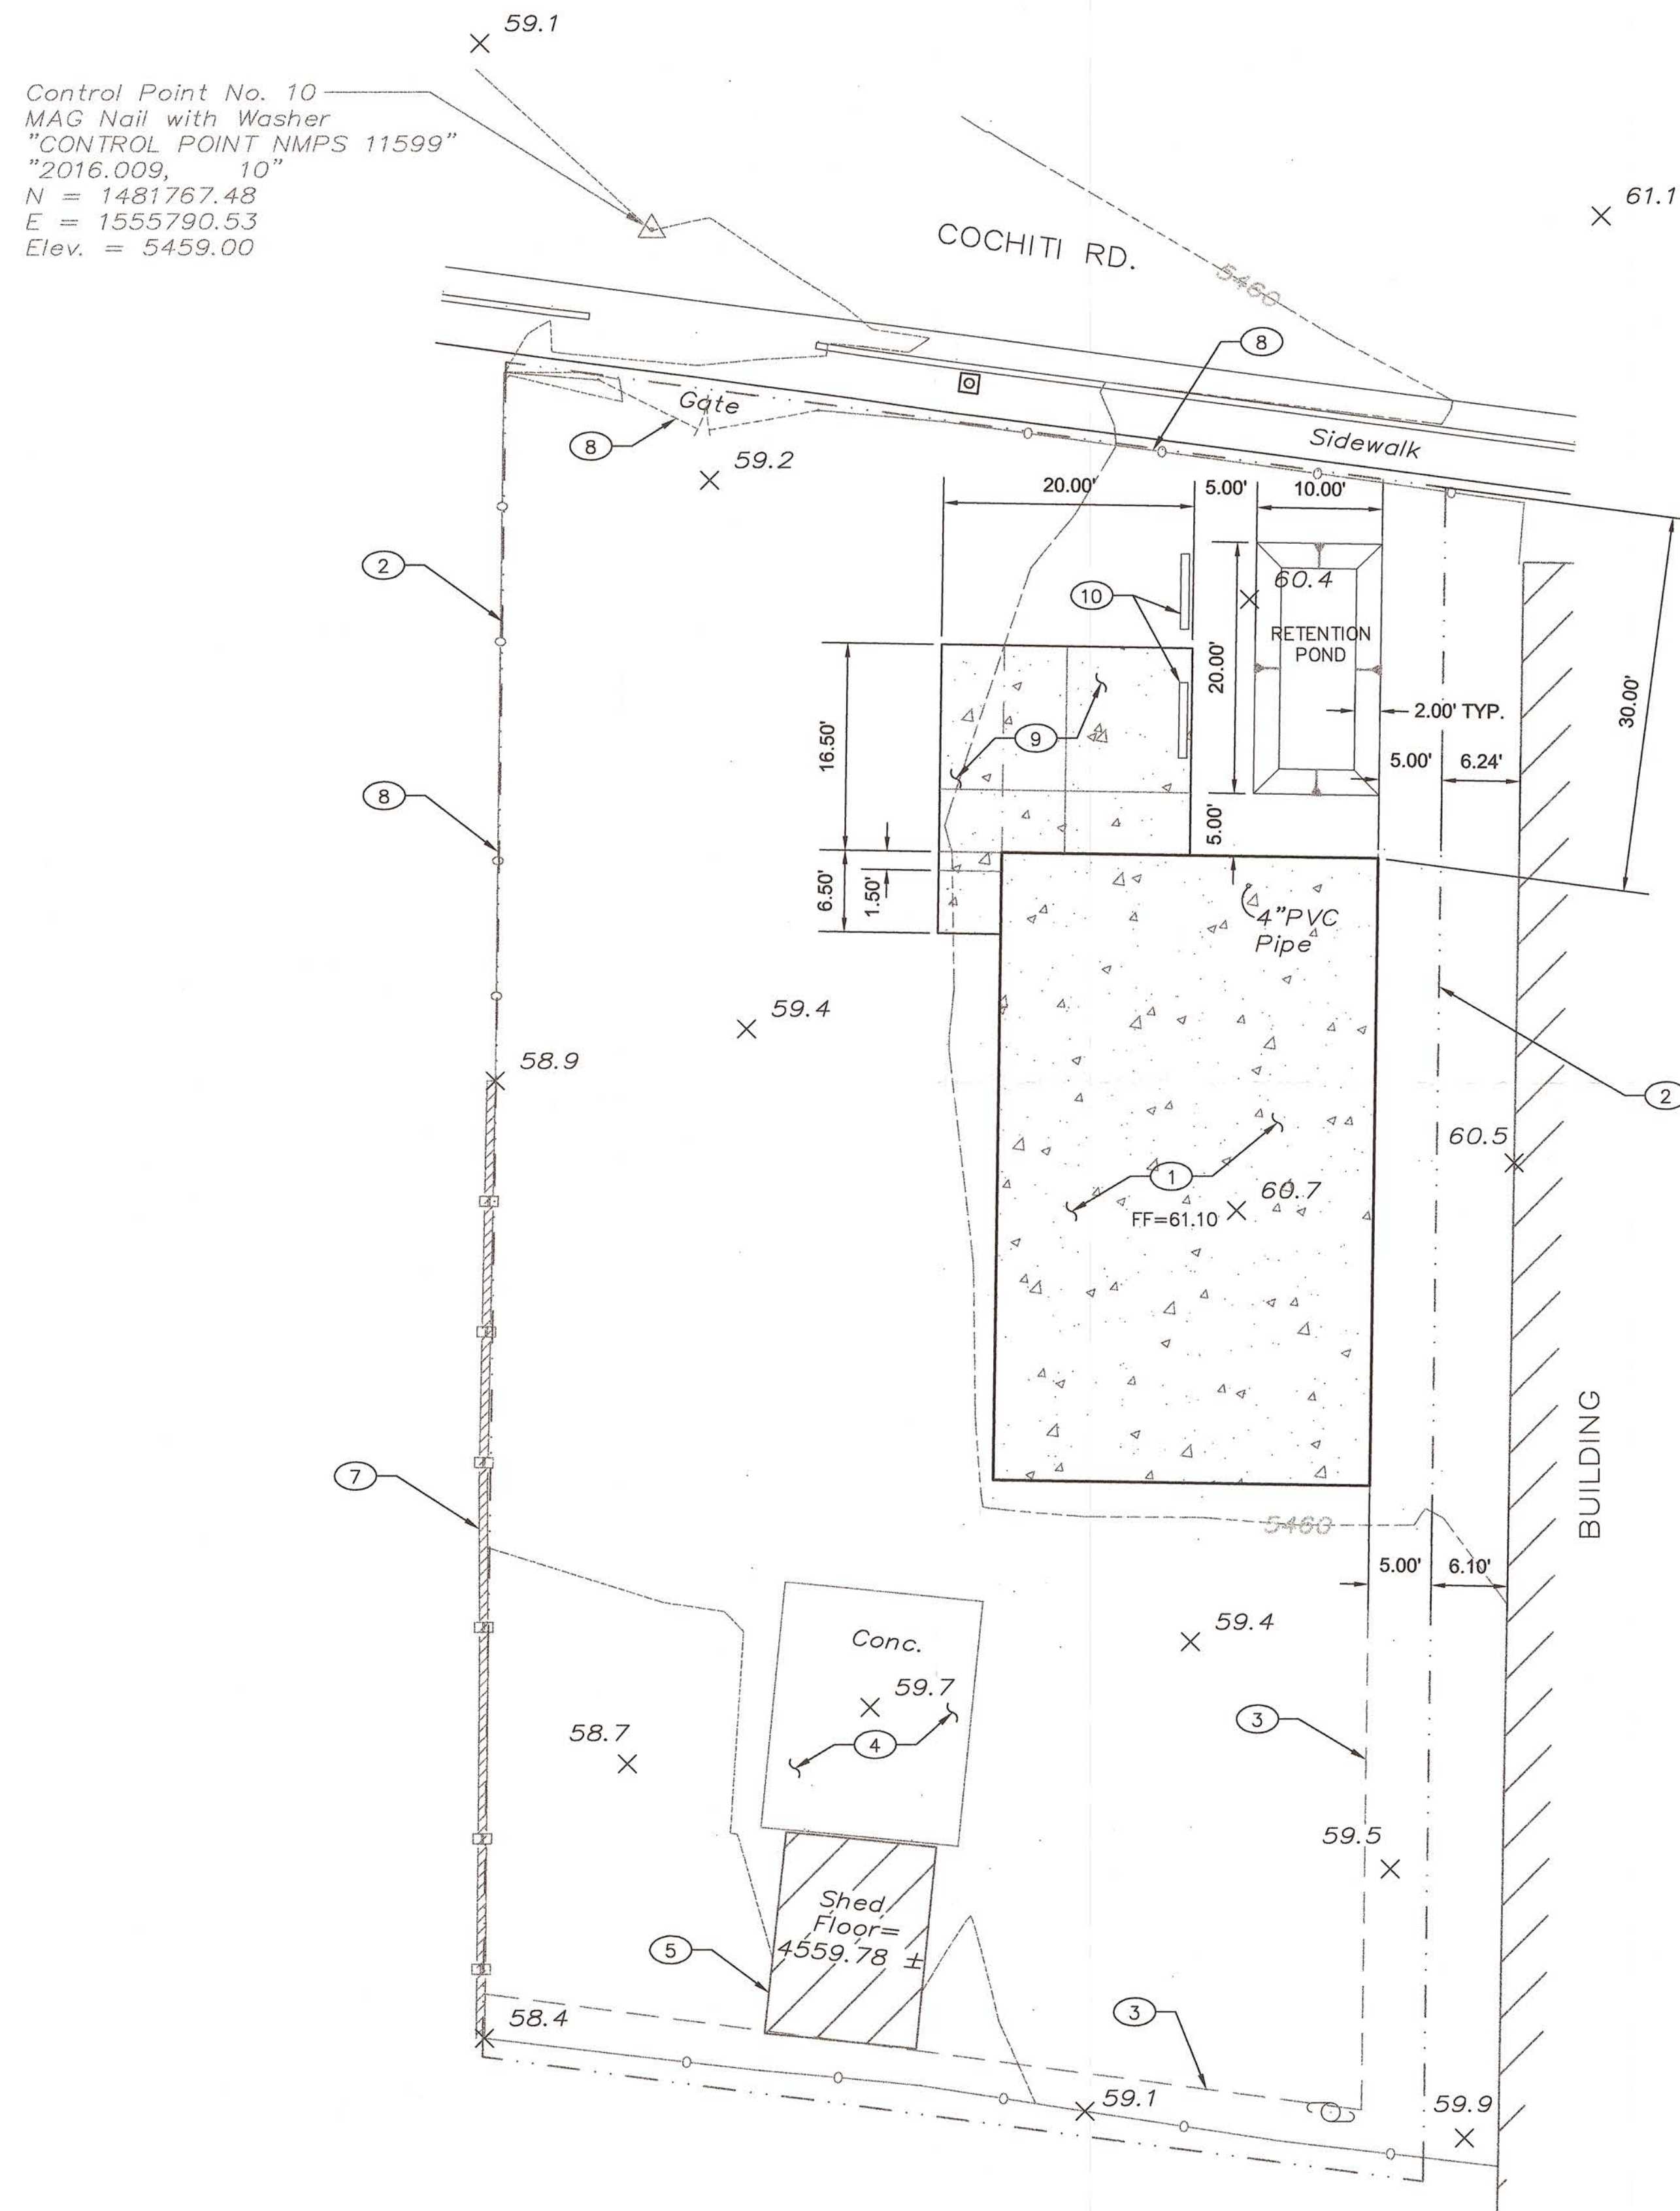 59.1
Control Point No. 10
MAG Nail with Washer
"CONTROL POINT NMPS 11599"
"2016.009, 10"
N = 1481767.48
E = 1555790.53
Elev. = 5459.00
61.1
COCHITI RD.
5460
8
Gate
8
Sidewalk
59.2
20.00'
5.00'
10.00'
2
10
60.4
RETENTION
POND
20.00'
30.00'
16.50'
9
2.00' TYP.
5.00'
6.24'
8
5.00'
6.50'
1.50'
4"PVC
Pipe
59.4
58.9
2
60.5
1
60.7
FF=61.10
BUILDING
7
5460
5.00'
6.10'
Conc.
59.4
59.7
58.7
4
3
59.5
Shed
Floor=
4559.78 ±
5
58.4
3
59.1
59.9